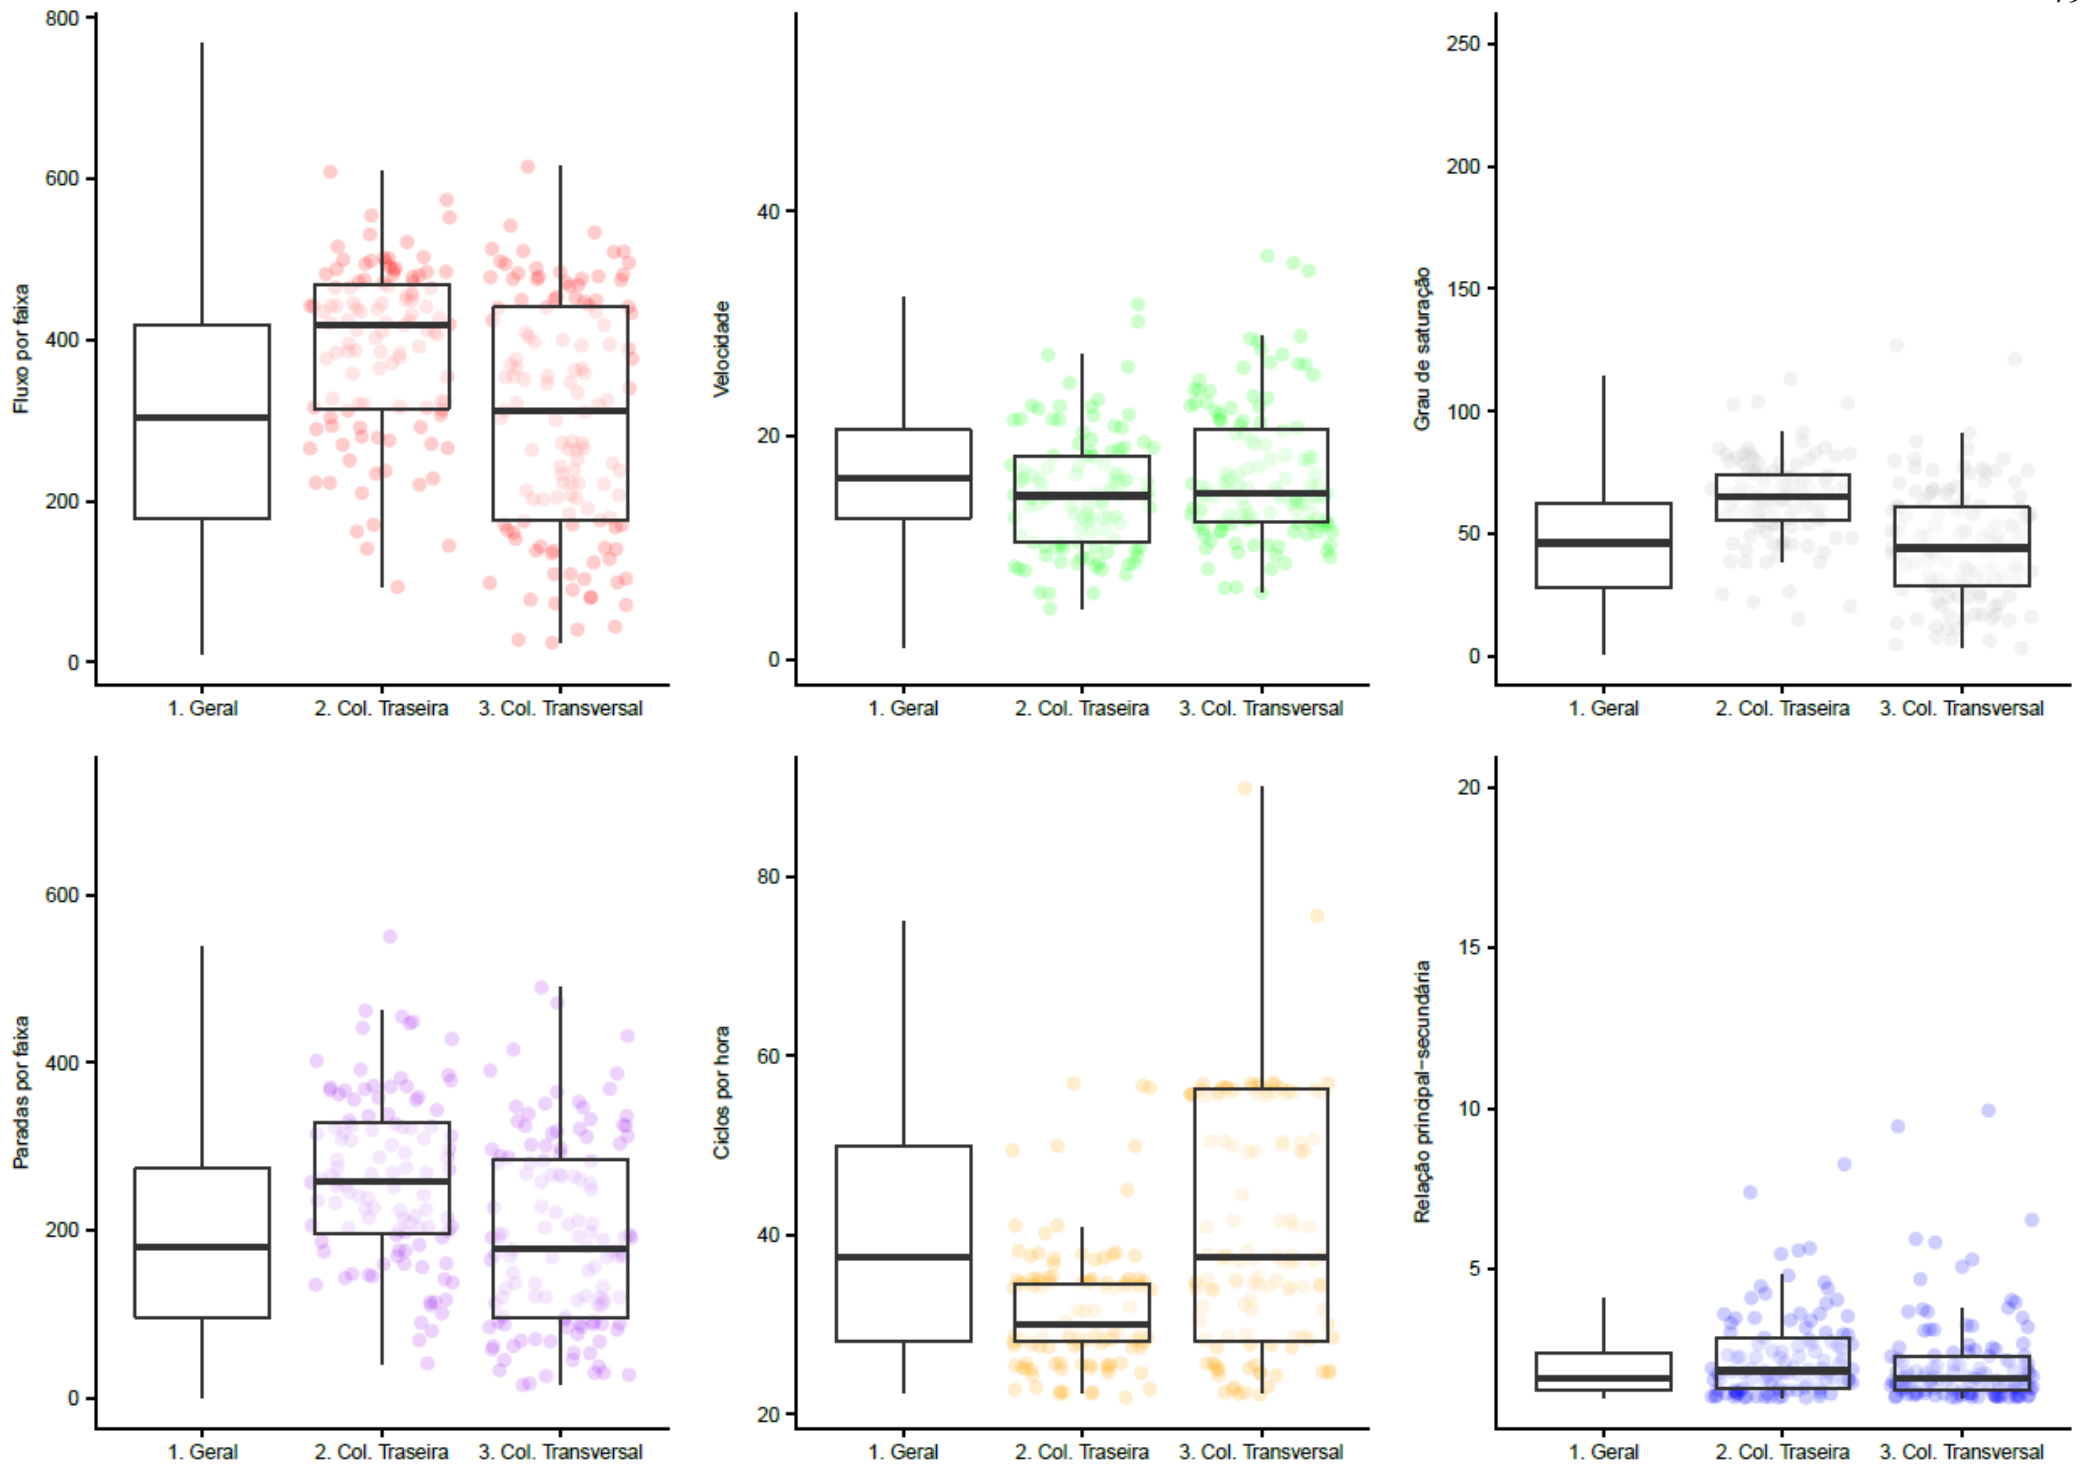 800
600
400
200
0
Fluxo por faixa
1. Geral
2. Col. Traseira
3. Col. Transversal
40
20
0
Velocidade
1. Geral
2. Col. Traseira
3. Col. Transversal
250
200
150
100
50
0
Grau de saturação
1. Geral
2. Col. Traseira
3. Col. Transversal
600
400
200
0
Paradas por faixa
1. Geral
2. Col. Traseira
3. Col. Transversal
80
60
40
20
Ciclos por hora
1. Geral
2. Col. Traseira
3. Col. Transversal
20
15
10
5
Relação principal-secundária
1. Geral
2. Col. Traseira
3. Col. Transversal